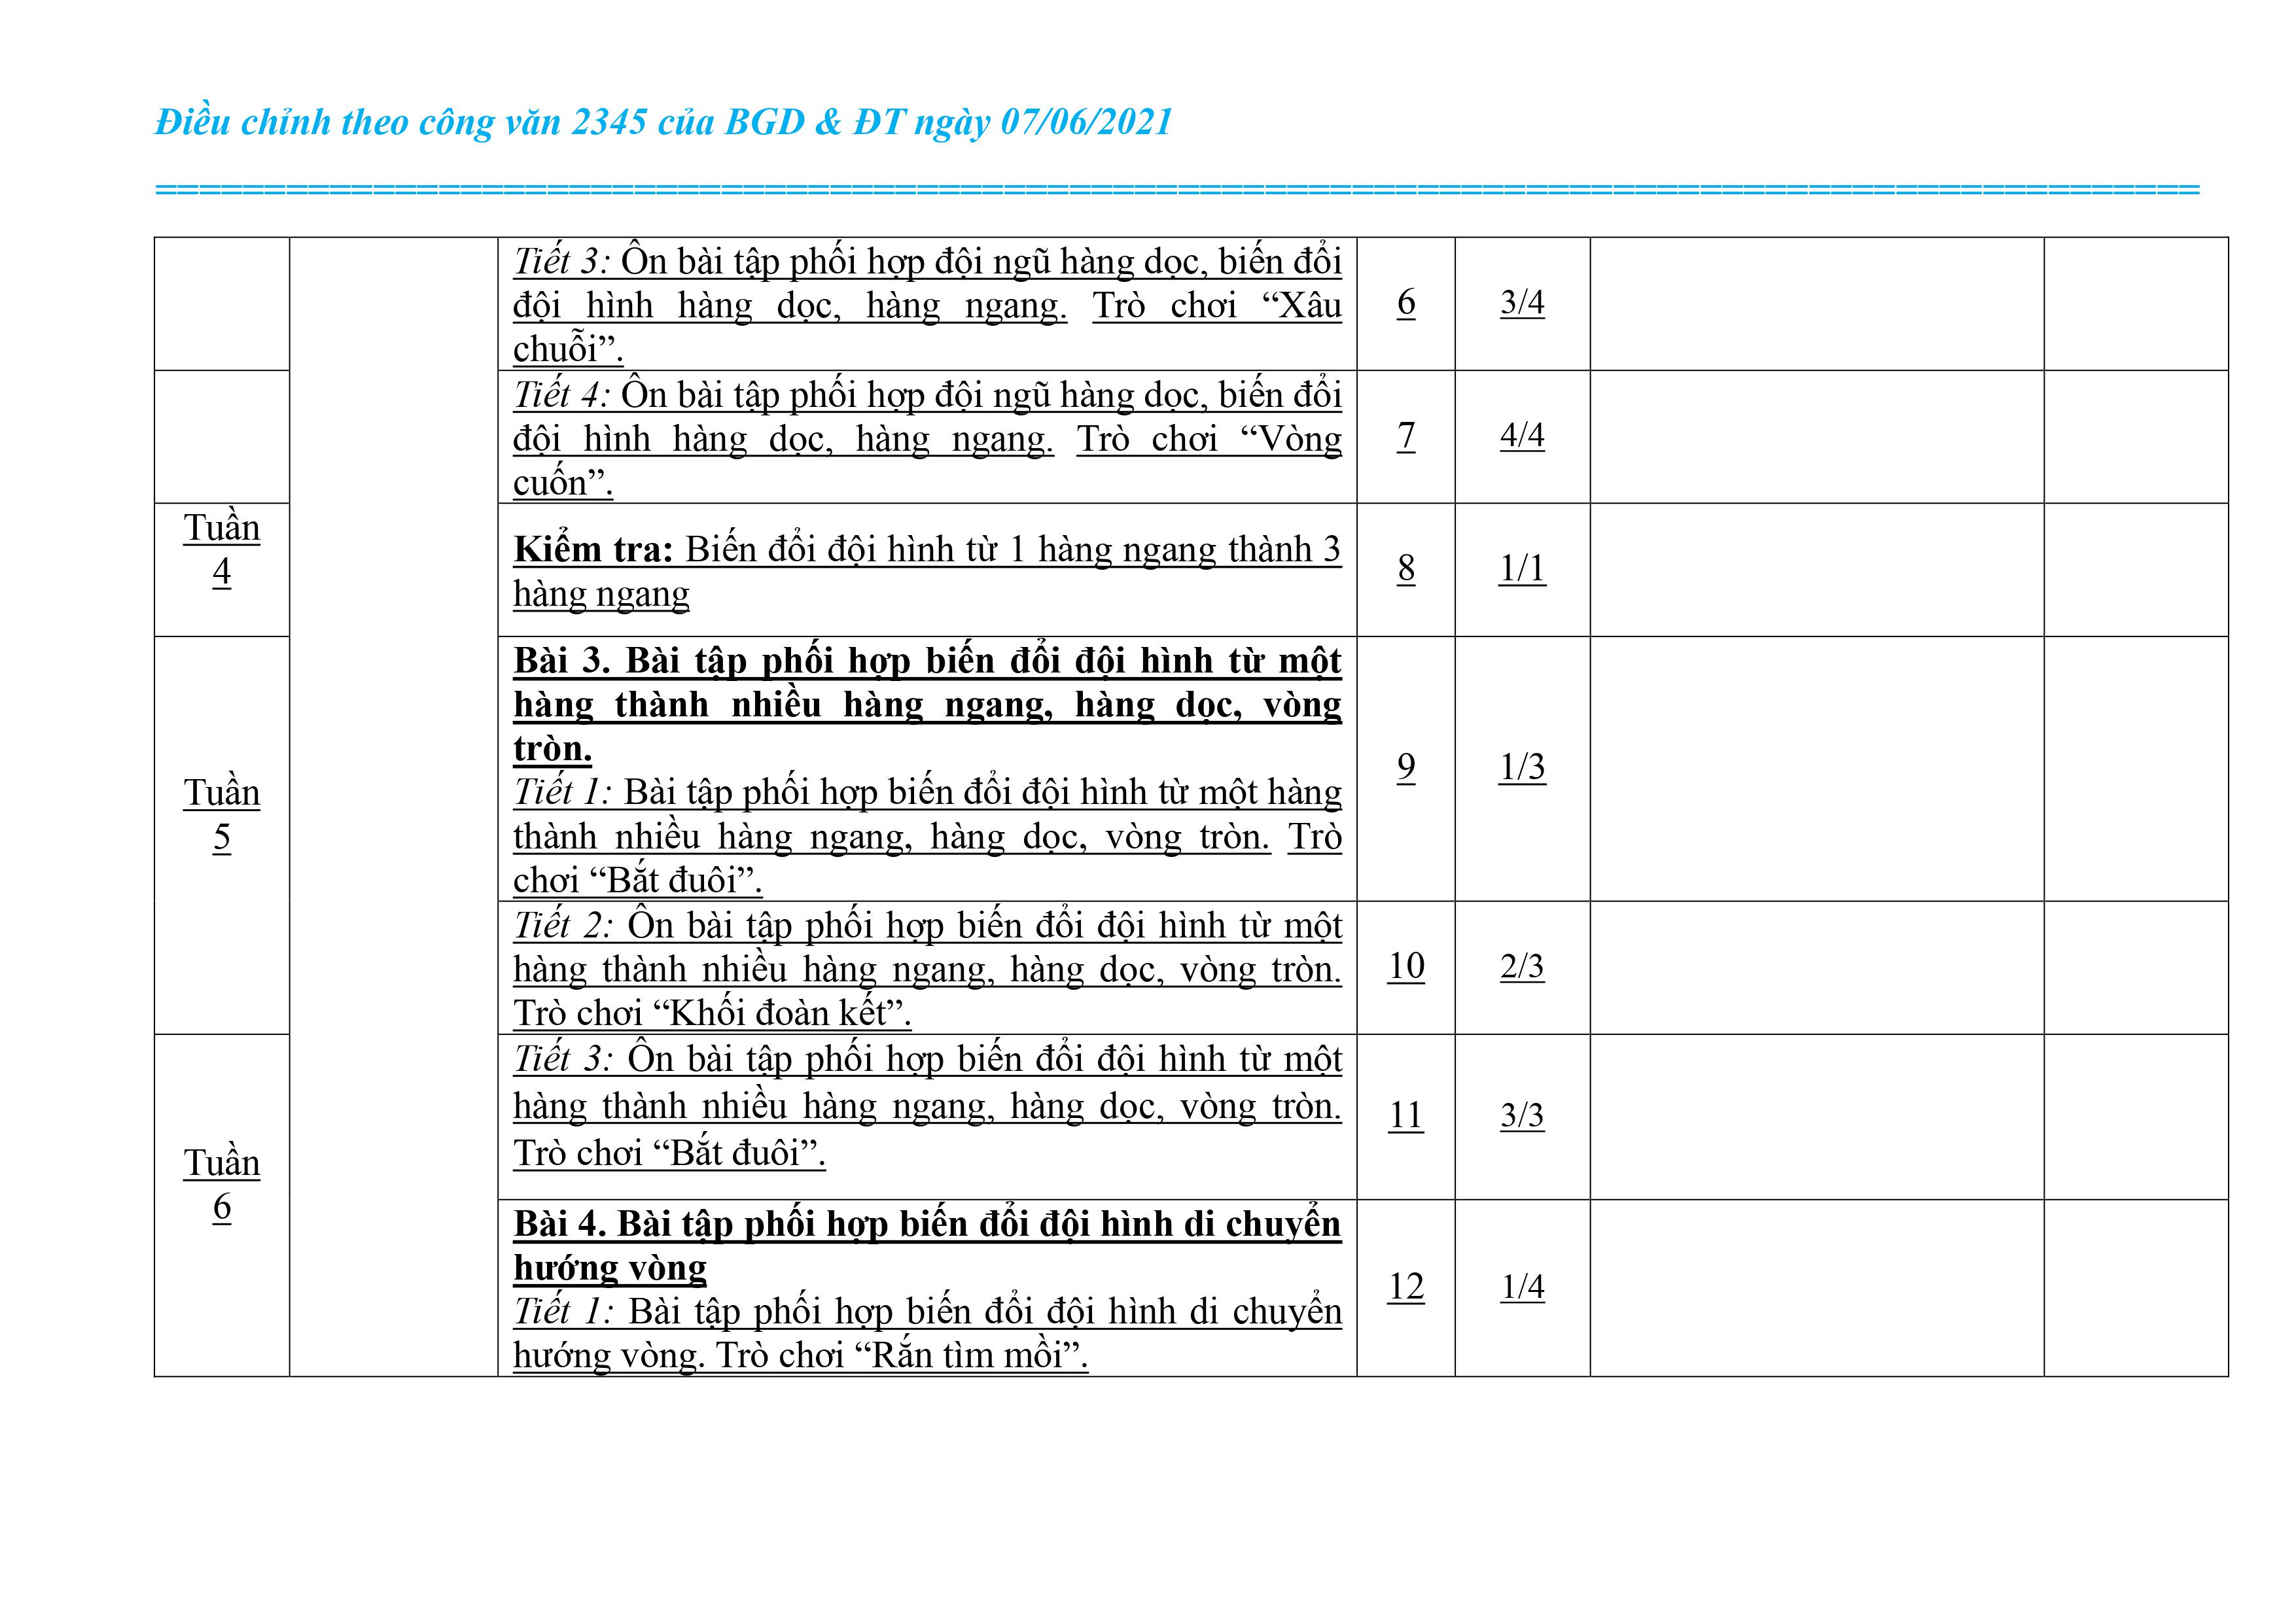 Điều chỉnh theo công văn 2345 của BGD & ĐT ngày 07/06/2021
==============================================================================================
Tiết 3: Ôn bài tập phối hợp đội ngũ hàng dọc, biến đổi
đội hình hàng dọc, hàng ngang. Trò chơi “Xâu
chuỗi”.
6
3/4
Tiết 4: Ôn bài tập phối hợp đội ngũ hàng dọc, biến đổi
đội hình hàng dọc, hàng ngang. Trò chơi “Vòng
cuốn”.
7
4/4
Tuần
4
Kiểm tra: Biến đổi đội hình từ 1 hàng ngang thành 3
hàng ngang
8
1/1
Tuần
5
Bài 3. Bài tập phối hợp biến đổi đội hình từ một
hàng thành nhiều hàng ngang, hàng dọc, vòng
tròn.
Tiết 1: Bài tập phối hợp biến đổi đội hình từ một hàng
thành nhiều hàng ngang, hàng dọc, vòng tròn. Trò
chơi “Bắt đuôi”.
9
1/3
Tiết 2: Ôn bài tập phối hợp biến đổi đội hình từ một
hàng thành nhiều hàng ngang, hàng dọc, vòng tròn.
Trò chơi “Khối đoàn kết”.
10
2/3
Tuần
6
Tiết 3: Ôn bài tập phối hợp biến đổi đội hình từ một
hàng thành nhiều hàng ngang, hàng dọc, vòng tròn.
Trò chơi “Bắt đuôi”.
11
3/3
Bài 4. Bài tập phối hợp biến đổi đội hình di chuyển
hướng vòng
Tiết 1: Bài tập phối hợp biến đổi đội hình di chuyển
hướng vòng. Trò chơi “Rắn tìm mồi”.
12
1/4